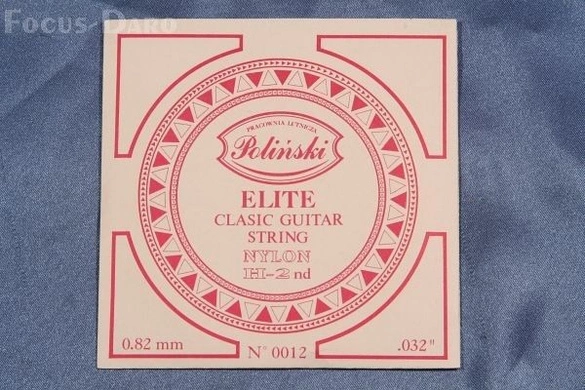 Focus-Daro
PRACOWNIA LUTNICZA
Poliński
ELITE
CLASIC GUITAR
STRING
NYLON
H-2 nd
0.82 mm
N° 0012
.032"